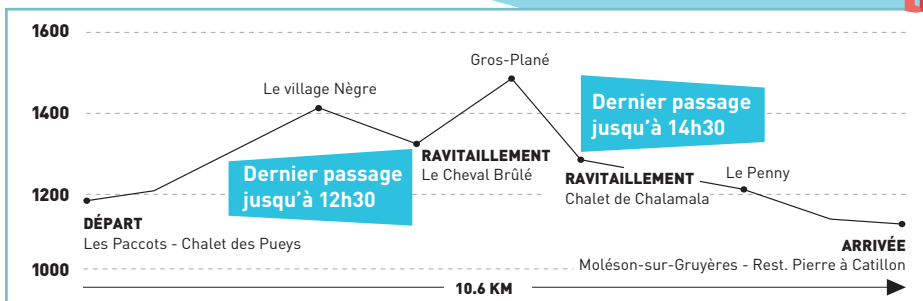 1600
Gros-Plané
Le village Nègre
Dernier passage
jusqu'à 14h30
1400
RAVITAILLEMENT
Le Cheval Brûlé
Dernier passage
jusqu'à 12h30
RAVITAILLEMENT
Chalet de Chalamala
Le Penny
1200
DÉPART
Les Paccots - Chalet des Pueys
ARRIVÉE
Moléson-sur-Gruyères - Rest. Pierre à Catillon
1000
10.6 KM